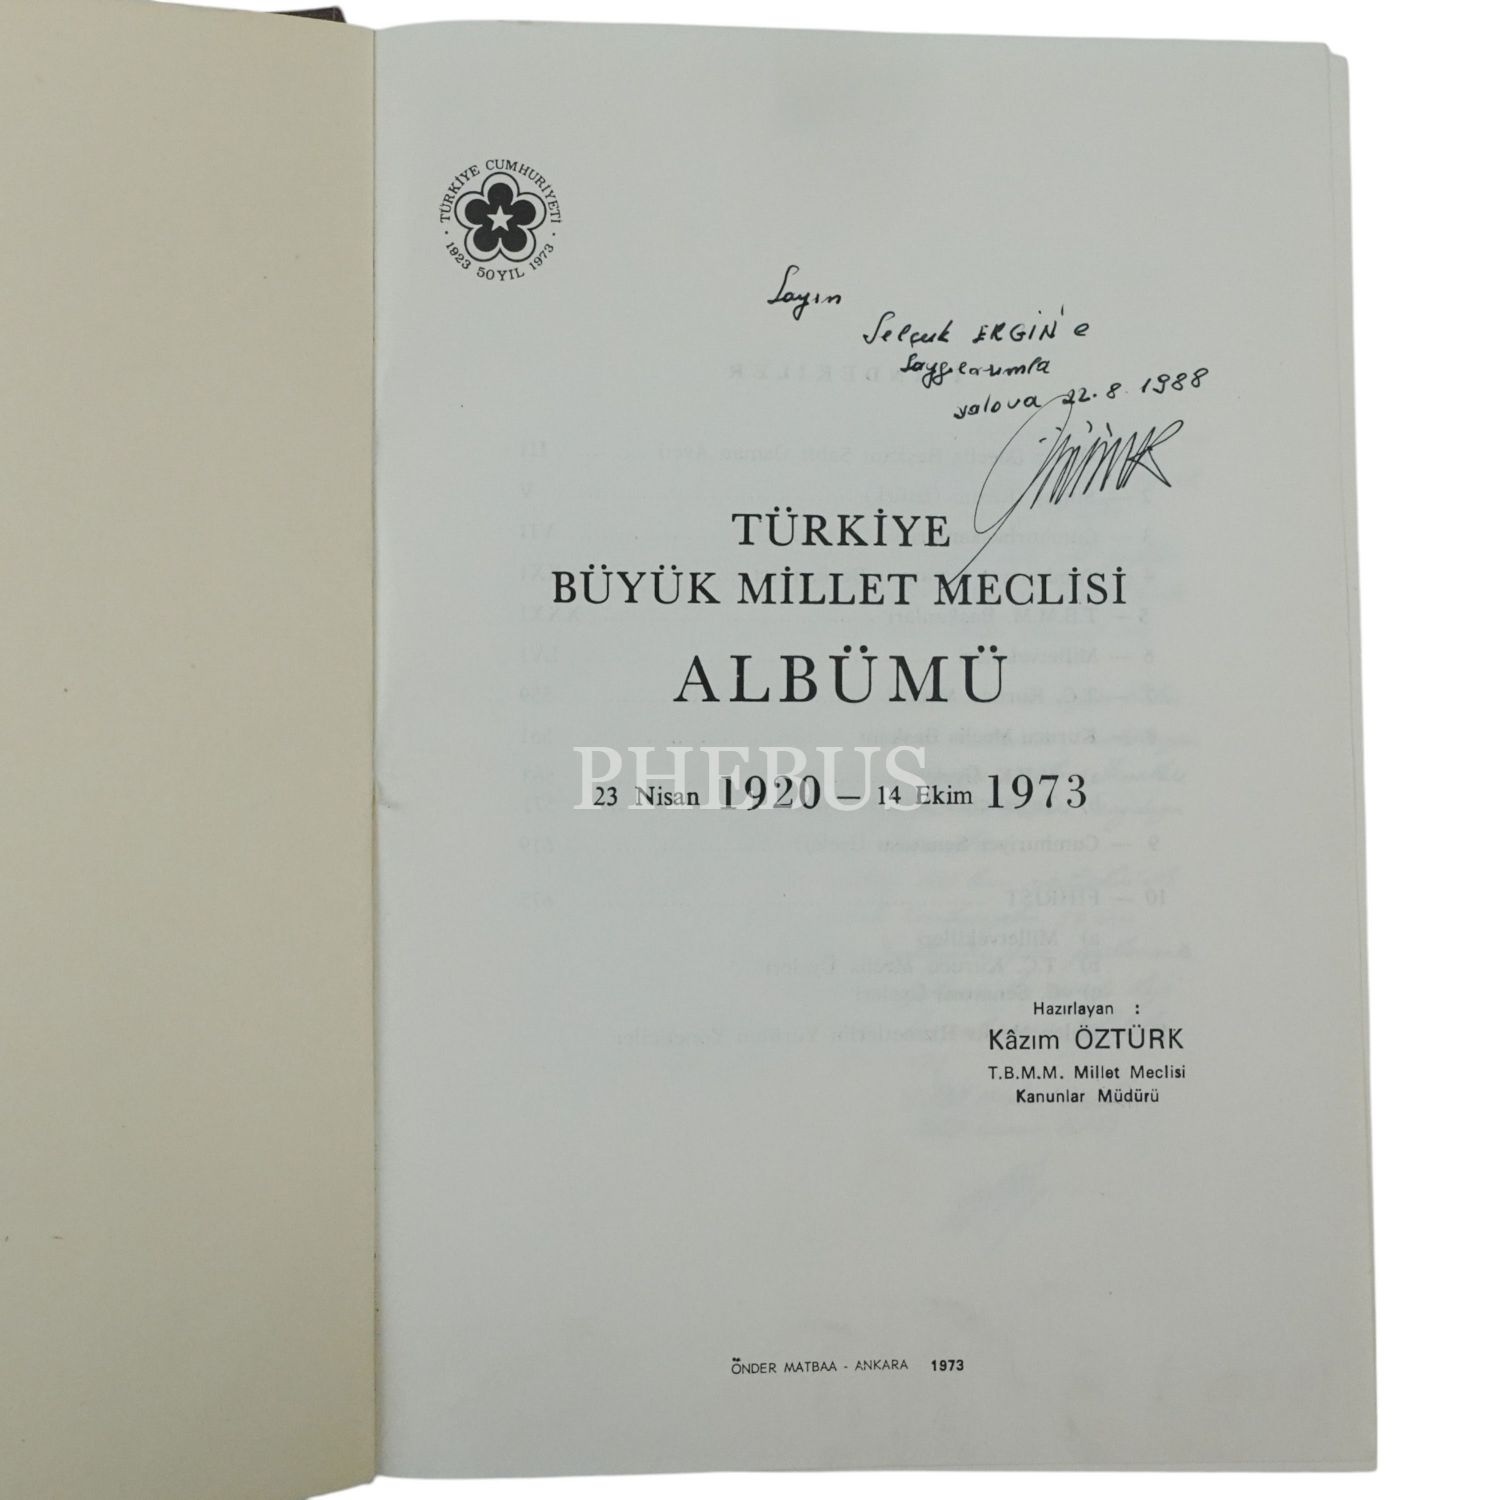 TÜRKİYE CUMHURİYETİ
1923 50 YIL 1973
Sayın
Selçuk ERGİN'e
Saygılarımla
Yalova 22.8.1988
TÜRKİYE
BÜYÜK MİLLET MECLİSİ
ALBÜMÜ
PHEBUS
23 Nisan 1920 — 14 Ekim 1973
Hazırlayan :
Kâzım ÖZTÜRK
T.B.M.M. Millet Meclisi
Kanunlar Müdürü
ÖNDER MATBAA - ANKARA 1973